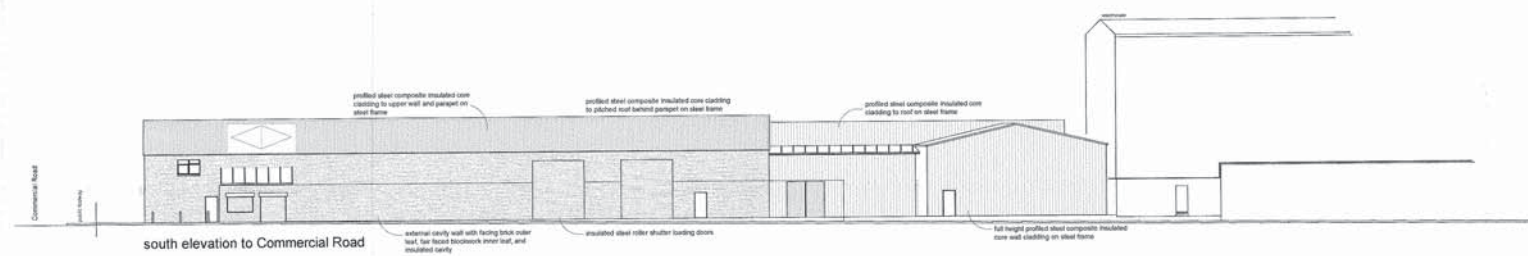 profiled steel composite insulated core
cladding to upper wall and parapet on
steel frame
profiled steel composite insulated core cladding
to pitched roof behind parapet on steel frame
profiled steel composite insulated core
cladding to roof on steel frame
Commercial Road
public footway
external cavity wall with facing brick outer
leaf, fair faced blockwork inner leaf, and
insulated cavity
insulated steel roller shutter loading doors
full height profiled steel composite insulated
core wall cladding on steel frame
south elevation to Commercial Road